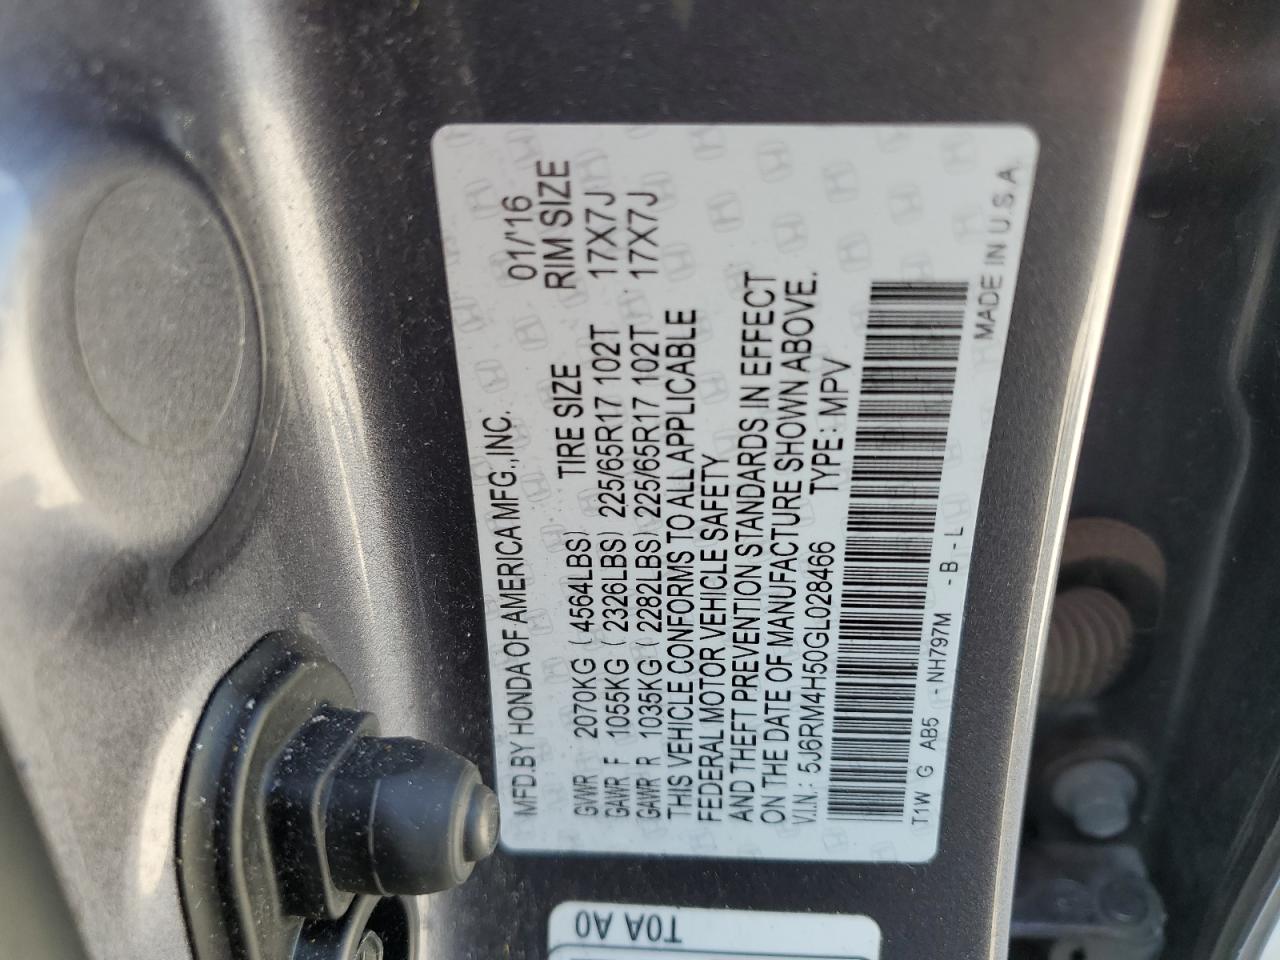 MFD.BY HONDA OF AMERICA MFG.,INC. 01/'16
TIRE SIZE RIM SIZE
GVWR 2070KG ( 4564LBS)
GAWR F 1055KG ( 2326LBS) 225/65R17 102T 17X7J
GAWR R 1035KG ( 2282LBS) 225/65R17 102T 17X7J
THIS VEHICLE CONFORMS TO ALL APPLICABLE
FEDERAL MOTOR VEHICLE SAFETY
AND THEFT PREVENTION STANDARDS IN EFFECT
ON THE DATE OF MANUFACTURE SHOWN ABOVE.
V.I.N.: 5J6RM4H50GL028466 TYPE: MPV
T1W G AB5 - NH797M - B - L
MADE IN U.S.A.
T0A A0